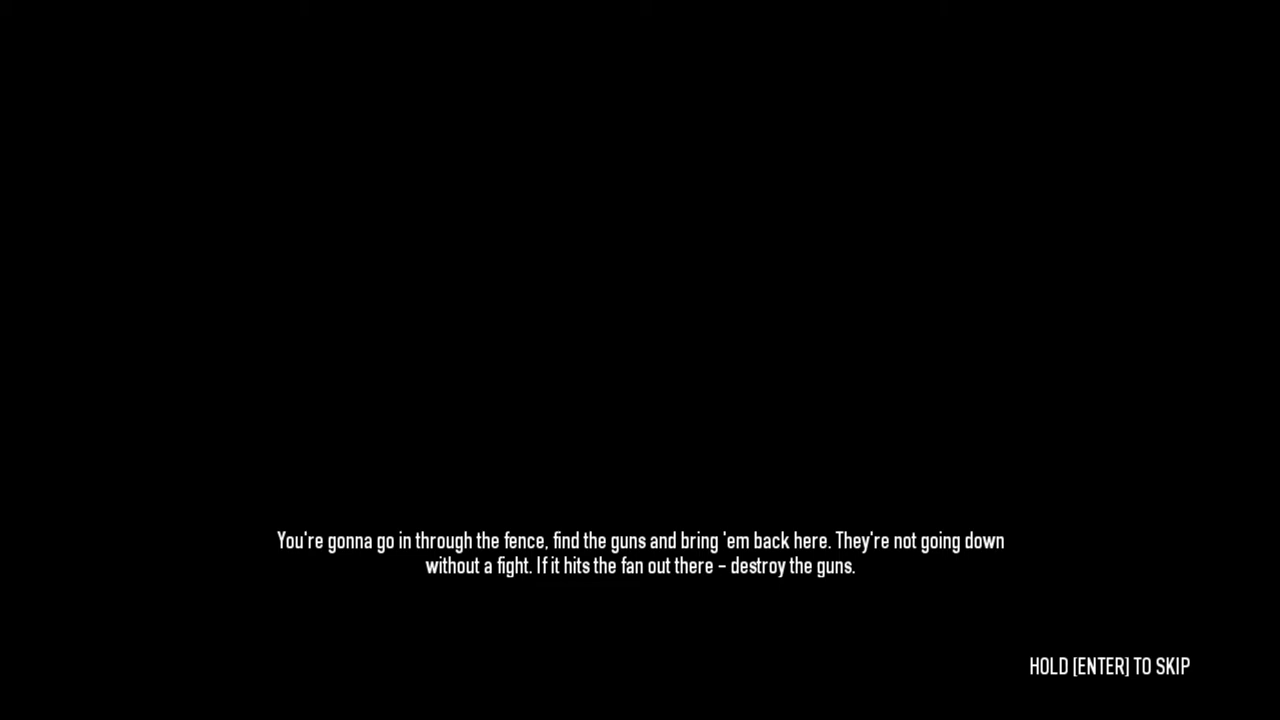 You're gonna go in through the fence, find the guns and bring 'em back here. They're not going down
without a fight. If it hits the fan out there - destroy the guns.
HOLD [ENTER] TO SKIP